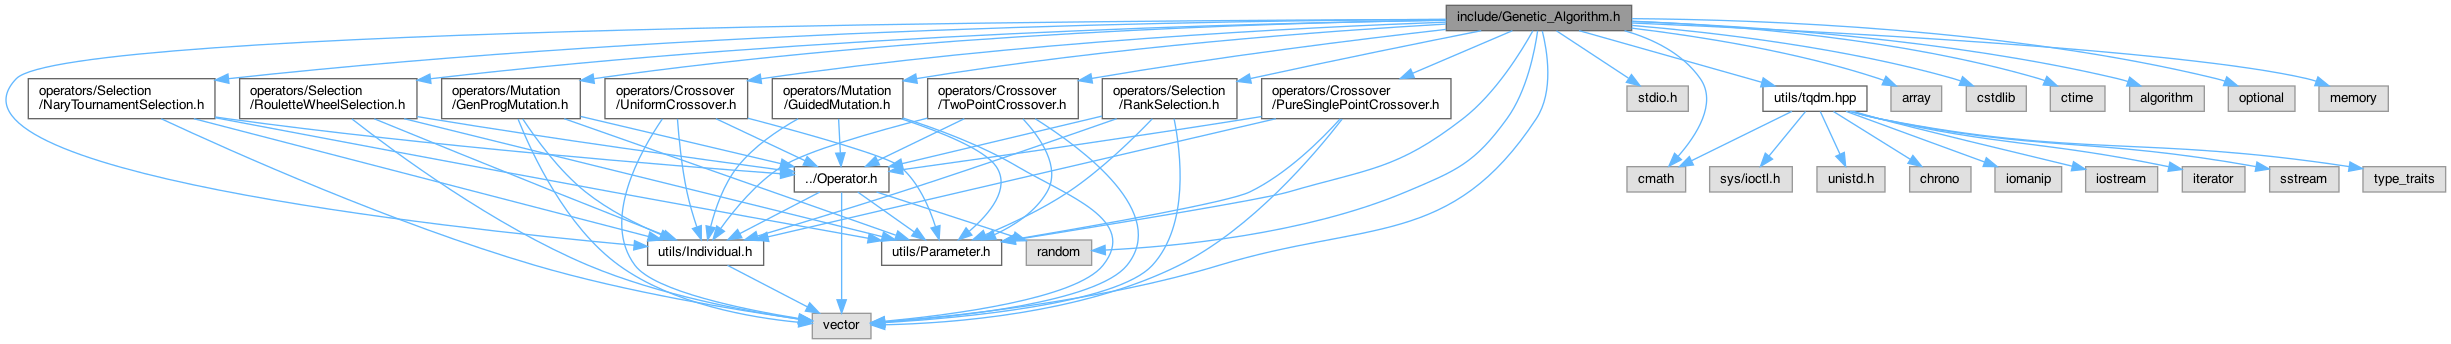 include/Genetic_Algorithm.h
operators/Selection
/NaryTournamentSelection.h
operators/Selection
/RouletteWheelSelection.h
operators/Mutation
/GenProgMutation.h
operators/Crossover
/UniformCrossover.h
operators/Mutation
/GuidedMutation.h
operators/Crossover
/TwoPointCrossover.h
operators/Selection
/RankSelection.h
operators/Crossover
/PureSinglePointCrossover.h
stdio.h
utils/tqdm.hpp
array
cstdlib
ctime
algorithm
optional
memory
../Operator.h
cmath
sys/ioctl.h
unistd.h
chrono
iomanip
iostream
iterator
sstream
type_traits
utils/Individual.h
utils/Parameter.h
random
vector